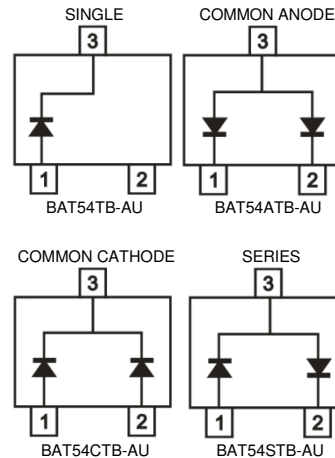 SINGLE
COMMON ANODE
3
3
1
2
1
2
BAT54TB-AU
BAT54ATB-AU
COMMON CATHODE
SERIES
3
3
1
2
1
2
BAT54CTB-AU
BAT54STB-AU